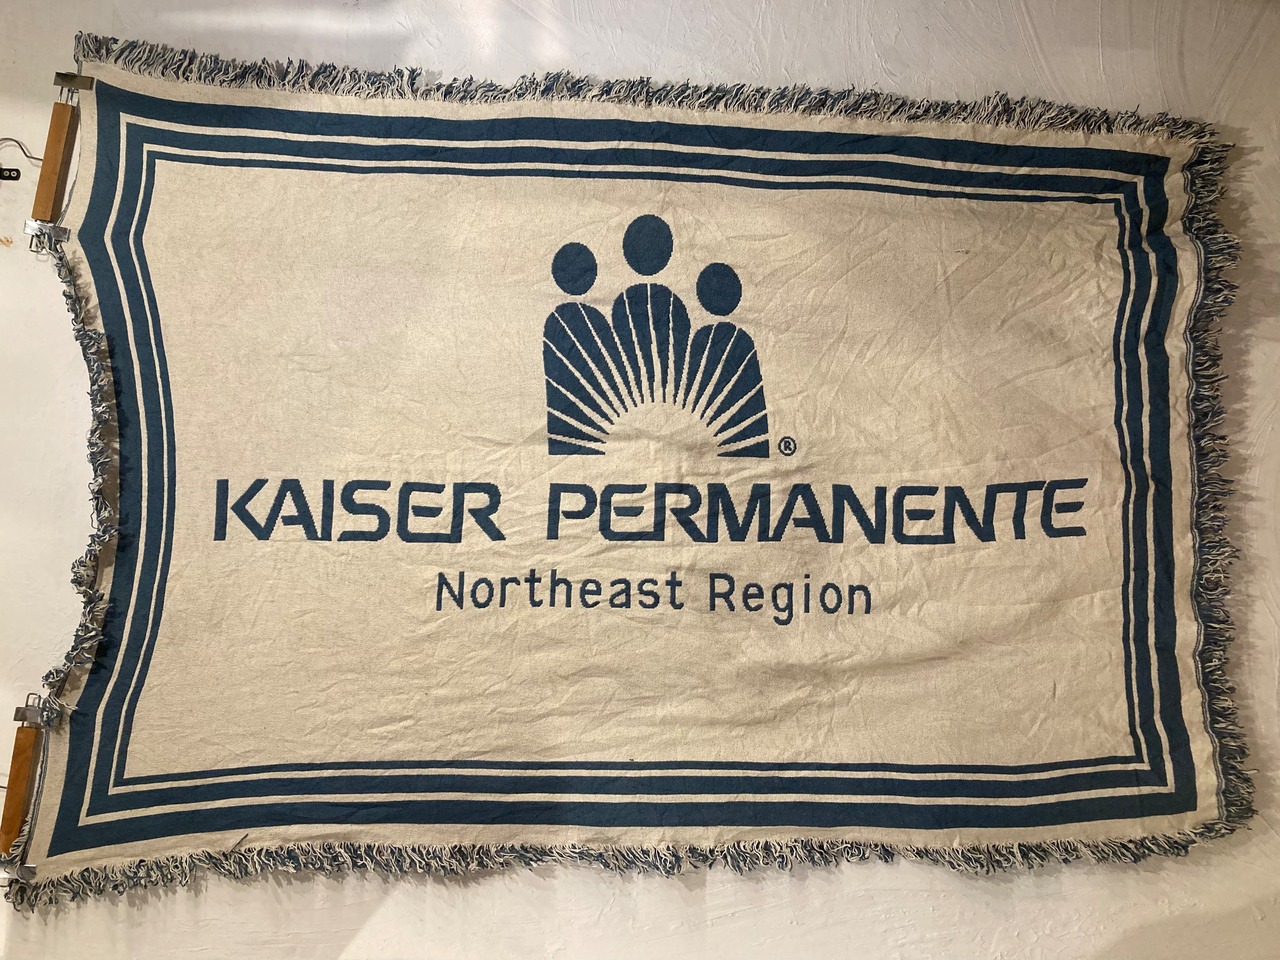 ®
KAISER PERMANENTE
Northeast Region